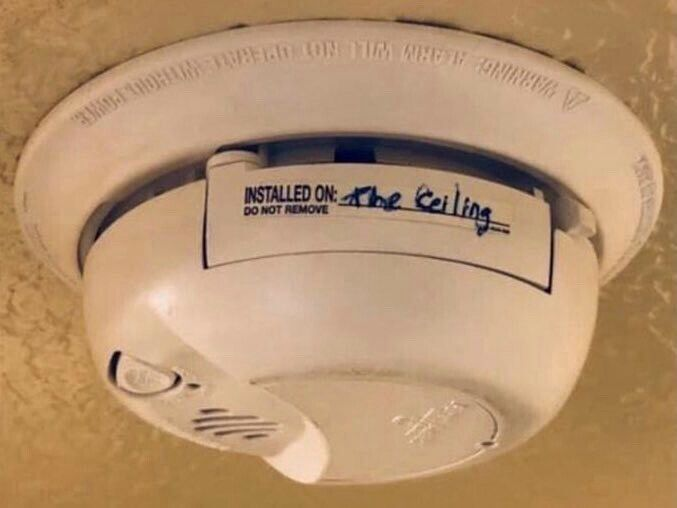 ⚠ WARNING: ALARM WILL NOT OPERATE WITHOUT POWER
INSTALLED ON: The Ceiling
DO NOT REMOVE